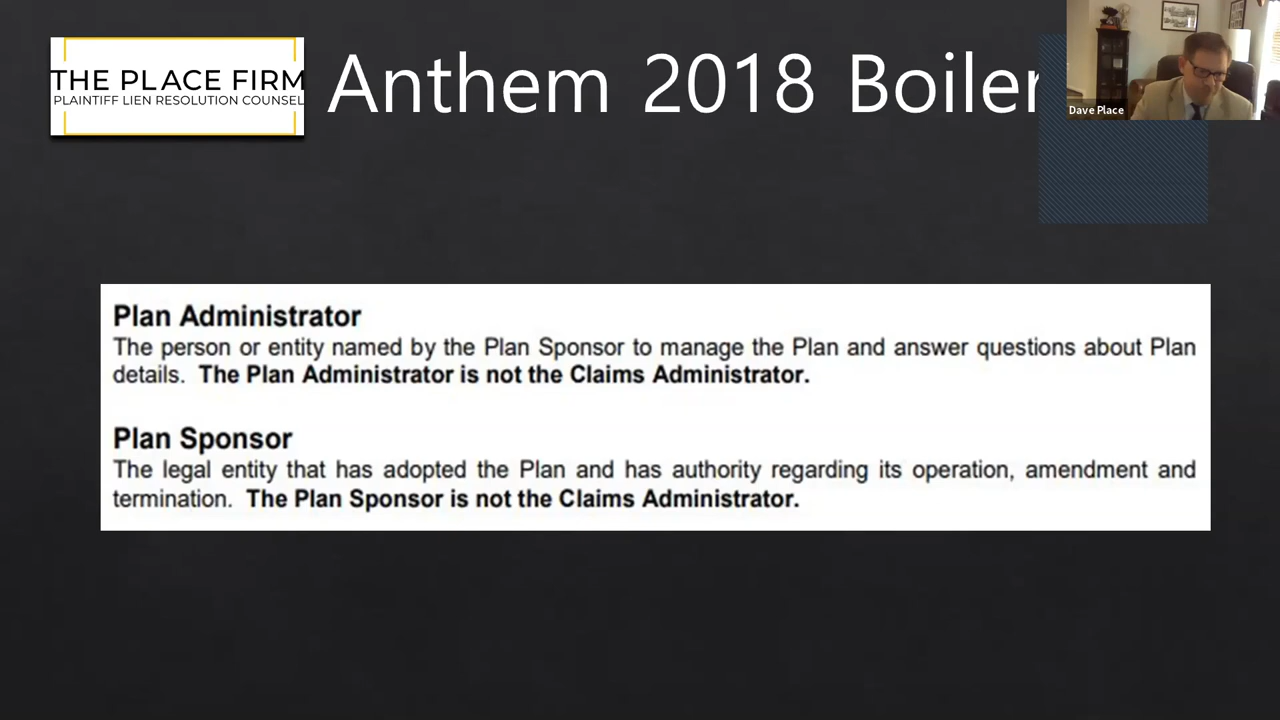 THE PLACE FIRM
PLAINTIFF LIEN RESOLUTION COUNSEL
Anthem 2018 Boiler
Dave Place
Plan Administrator
The person or entity named by the Plan Sponsor to manage the Plan and answer questions about Plan
details. The Plan Administrator is not the Claims Administrator.
Plan Sponsor
The legal entity that has adopted the Plan and has authority regarding its operation, amendment and
termination. The Plan Sponsor is not the Claims Administrator.